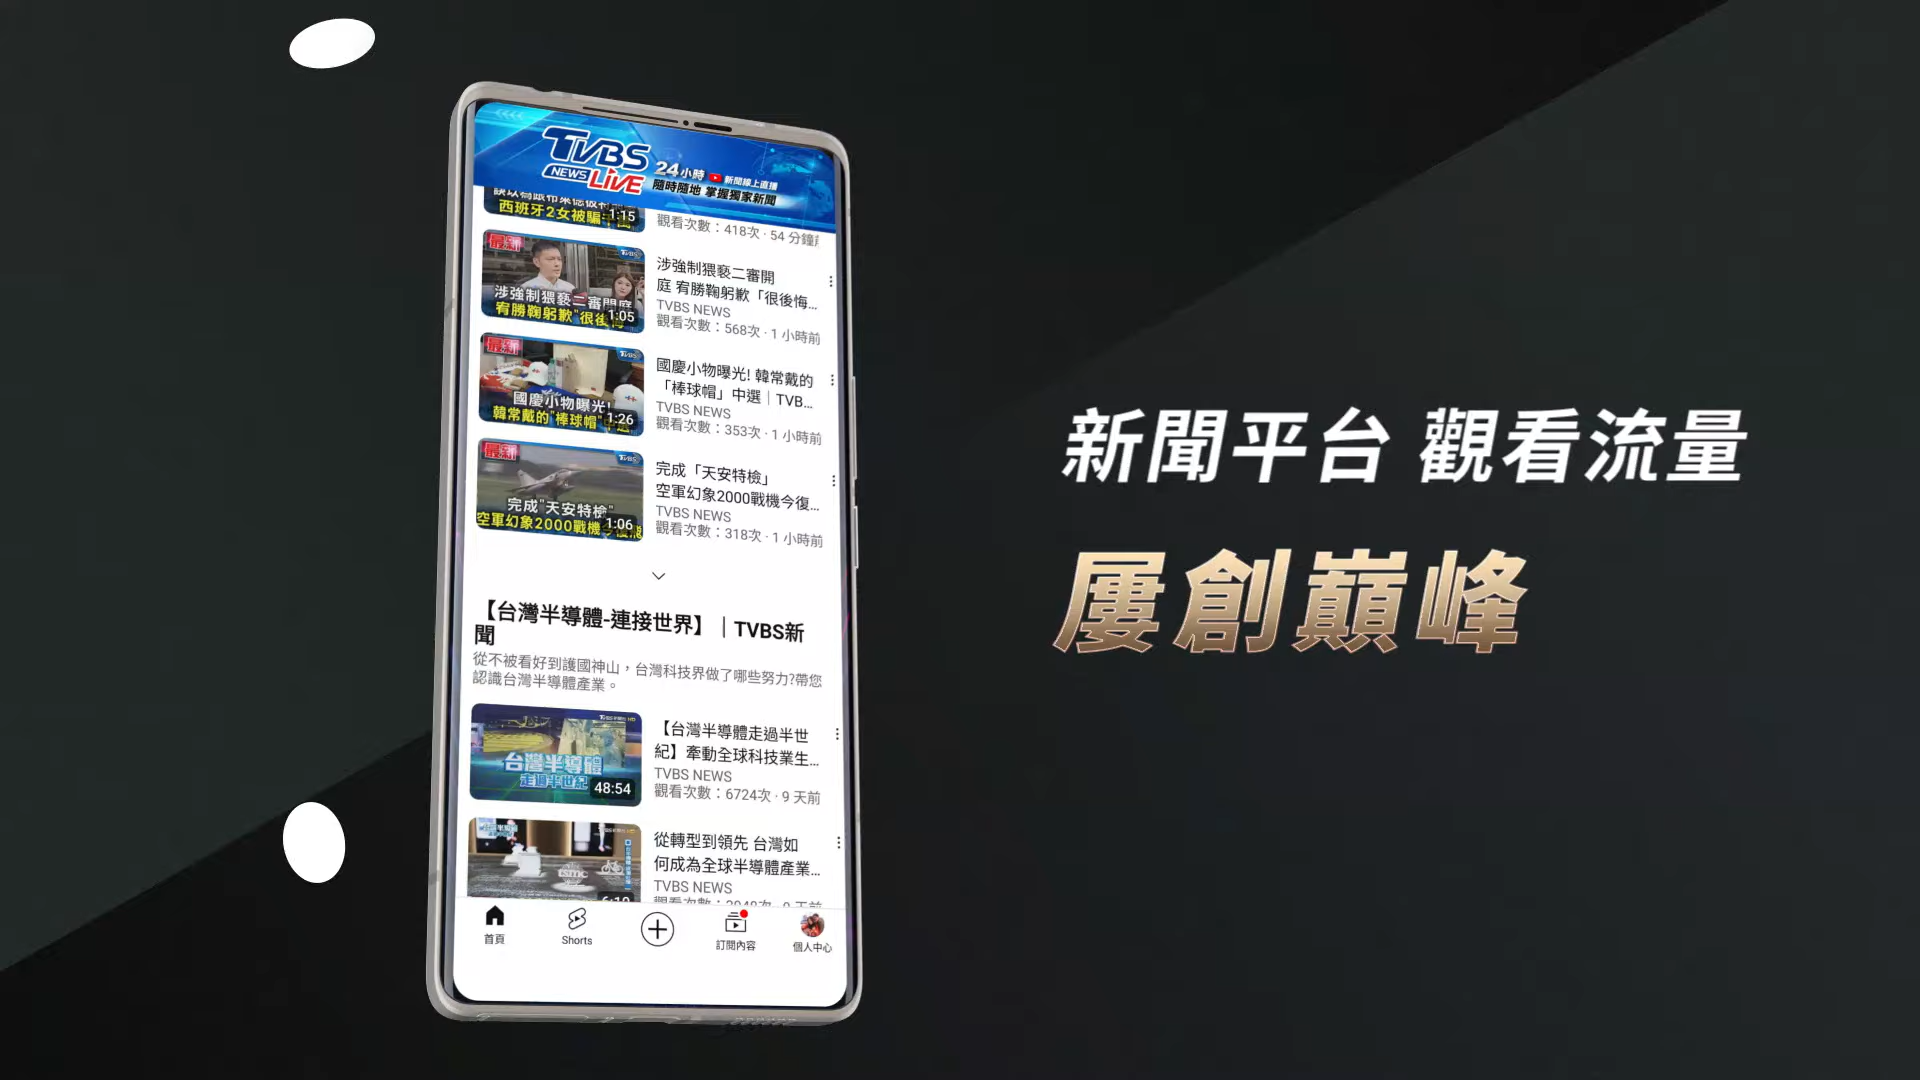 TVBS
NEWS LiVE
24小時 新聞線上直播
隨時隨地 掌握獨家新聞
西班牙2女被騙
1:15
觀看次數：418次 · 54 分鐘
最新
TVBS
涉強制猥褻二審開庭
宥勝鞠躬歉"很後悔
1:05
涉強制猥褻二審開
庭 宥勝鞠躬歉「很後悔...
TVBS NEWS
觀看次數：568次 · 1 小時前
最新
TVBS
國慶小物曝光!
韓常戴的"棒球帽"中選
1:26
國慶小物曝光! 韓常戴的
「棒球帽」中選｜TVB...
TVBS NEWS
觀看次數：353次 · 1 小時前
最新
TVBS
完成"天安特檢"
空軍幻象2000戰機今復飛
1:06
完成「天安特檢」
空軍幻象2000戰機今復...
TVBS NEWS
觀看次數：318次 · 1 小時前
【台灣半導體-連接世界】｜TVBS新
聞
從不被看好到護國神山，台灣科技界做了哪些努力?帶您
認識台灣半導體產業。
台灣半導體
走過半世紀
48:54
【台灣半導體走過半世
紀】牽動全球科技業生...
TVBS NEWS
觀看次數：6724次 · 9 天前
tsmc
從轉型到領先 台灣如
何成為全球半導體產業...
TVBS NEWS
首頁
Shorts
訂閱內容
個人中心
新聞平台 觀看流量
屢創巔峰